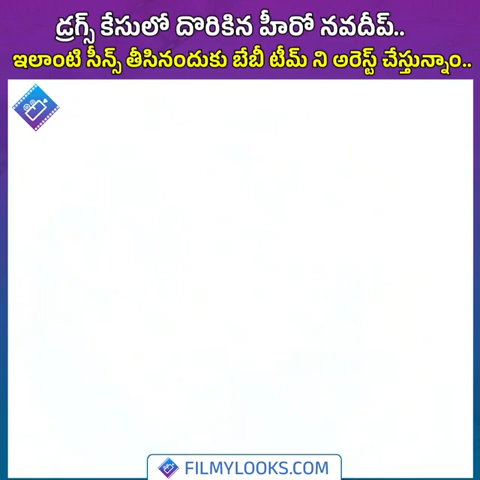 డ్రగ్స్ కేసులో దొరికిన హీరో నవదీప్..
ఇలాంటి సీన్స్ తీసినందుకు బేబీ టీమ్ ని అరెస్ట్ చేస్తున్నాం..
FILMYLOOKS.COM